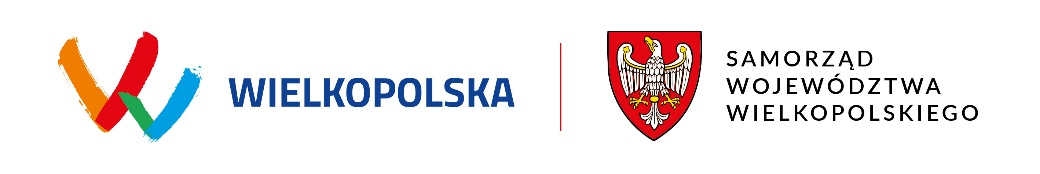 WIELKOPOLSKA
SAMORZĄD
WOJEWÓDZTWA
WIELKOPOLSKIEGO